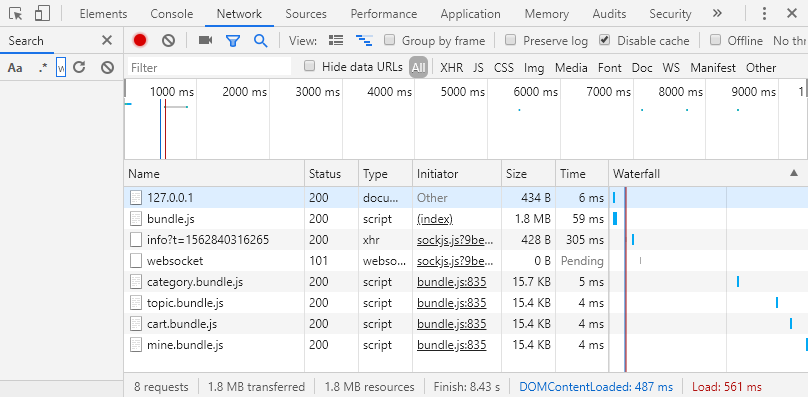 Elements Console Network Sources Performance Application Memory Audits Security »
Search × View: Group by frame Preserve log Disable cache Offline No thr
Aa .* Filter Hide data URLs All XHR JS CSS Img Media Font Doc WS Manifest Other
1000 ms 2000 ms 3000 ms 4000 ms 5000 ms 6000 ms 7000 ms 8000 ms 9000 ms 1
Name Status Type Initiator Size Time Waterfall
127.0.0.1 200 docu... Other 434 B 6 ms
bundle.js 200 script (index) 1.8 MB 59 ms
info?t=1562840316265 200 xhr sockjs.js?9be... 428 B 305 ms
websocket 101 webso... sockjs.js?9be... 0 B Pending
category.bundle.js 200 script bundle.js:835 15.7 KB 5 ms
topic.bundle.js 200 script bundle.js:835 15.4 KB 4 ms
cart.bundle.js 200 script bundle.js:835 15.4 KB 4 ms
mine.bundle.js 200 script bundle.js:835 15.4 KB 4 ms
8 requests 1.8 MB transferred 1.8 MB resources Finish: 8.43 s DOMContentLoaded: 487 ms Load: 561 ms